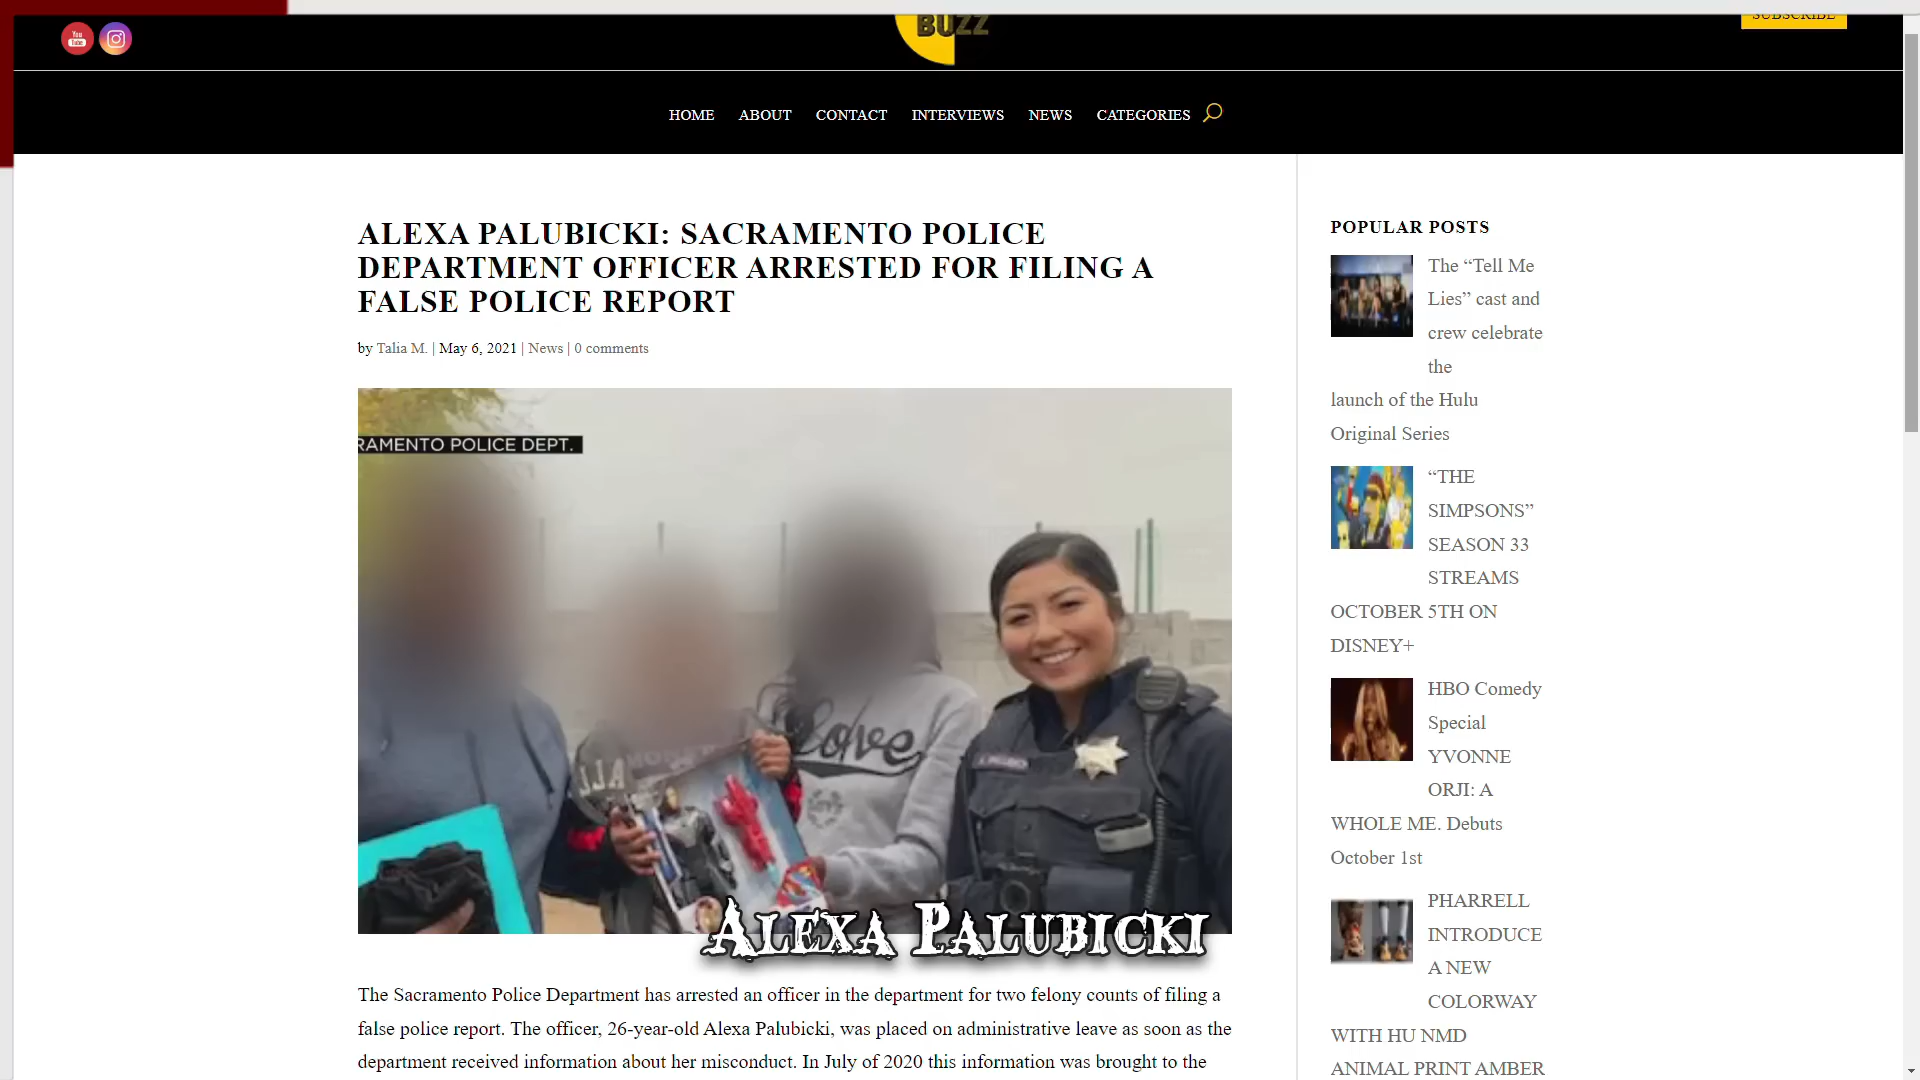 You
Tube
BUZZ
SUBSCRIBE
HOME ABOUT CONTACT INTERVIEWS NEWS CATEGORIES
ALEXA PALUBICKI: SACRAMENTO POLICE
DEPARTMENT OFFICER ARRESTED FOR FILING A
FALSE POLICE REPORT
by Talia M. | May 6, 2021 | News | 0 comments
RAMENTO POLICE DEPT.
Love
ALEXA PALUBICKI
The Sacramento Police Department has arrested an officer in the department for two felony counts of filing a
false police report. The officer, 26-year-old Alexa Palubicki, was placed on administrative leave as soon as the
department received information about her misconduct. In July of 2020 this information was brought to the
POPULAR POSTS
The “Tell Me
Lies” cast and
crew celebrate
the
launch of the Hulu
Original Series
“THE
SIMPSONS”
SEASON 33
STREAMS
OCTOBER 5TH ON
DISNEY+
HBO Comedy
Special
YVONNE
ORJI: A
WHOLE ME. Debuts
October 1st
PHARRELL
INTRODUCE
A NEW
COLORWAY
WITH HU NMD
ANIMAL PRINT AMBER